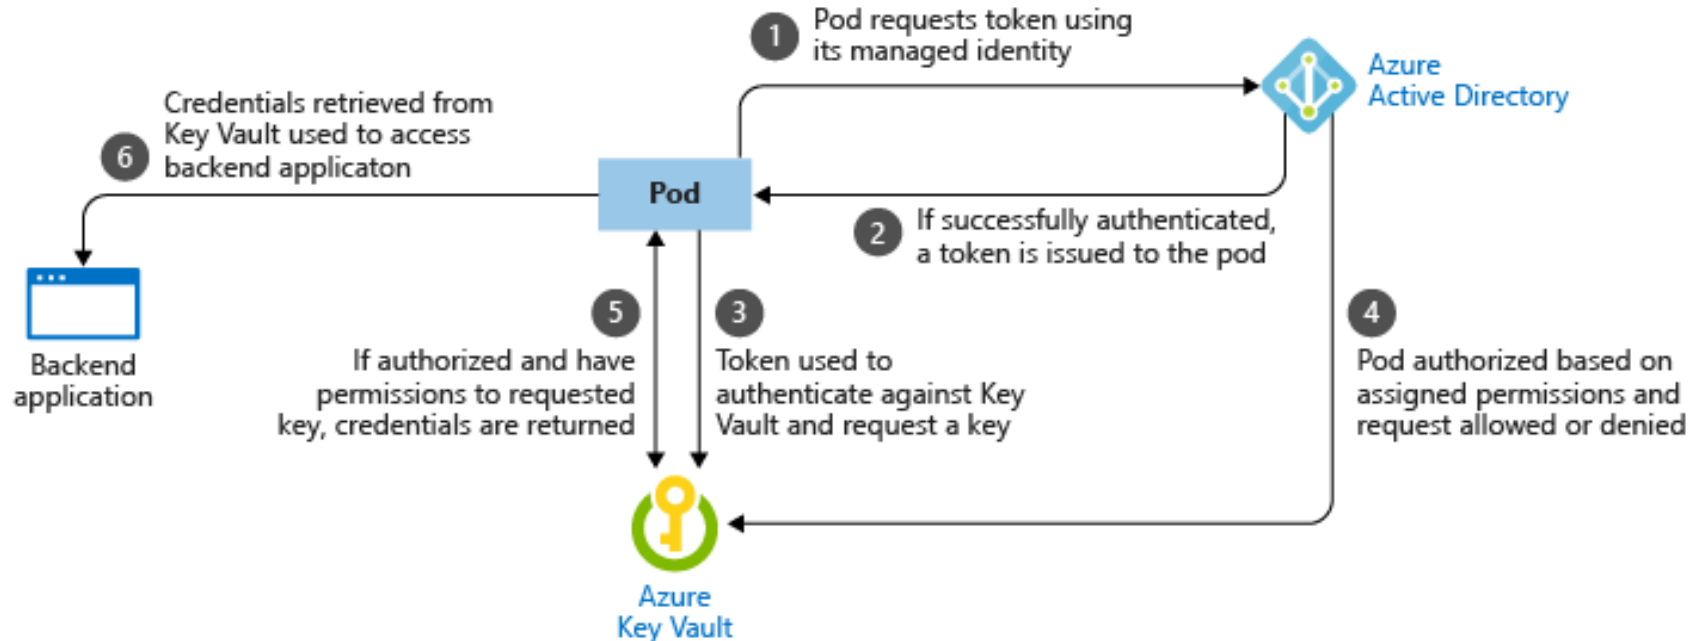 1
Pod requests token using
its managed identity
Azure
Active Directory
Credentials retrieved from
Key Vault used to access
backend applicaton
6
Pod
2
If successfully authenticated,
a token is issued to the pod
Backend
application
5
If authorized and have
permissions to requested
key, credentials are returned
3
Token used to
authenticate against Key
Vault and request a key
4
Pod authorized based on
assigned permissions and
request allowed or denied
Azure
Key Vault